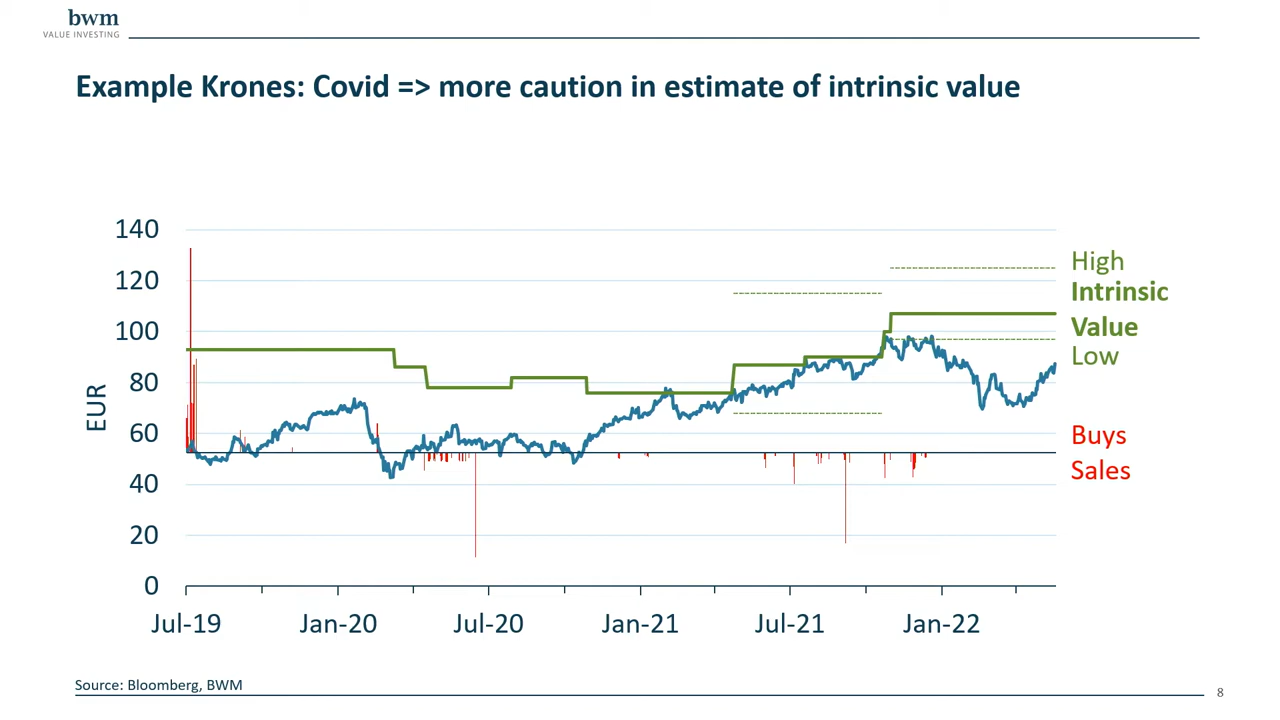 bwm
VALUE INVESTING
Example Krones: Covid => more caution in estimate of intrinsic value
140
120
100
80
60
40
20
0
EUR
High
Intrinsic
Value
Low
Buys
Sales
Jul-19 Jan-20 Jul-20 Jan-21 Jul-21 Jan-22
Source: Bloomberg, BWM
8